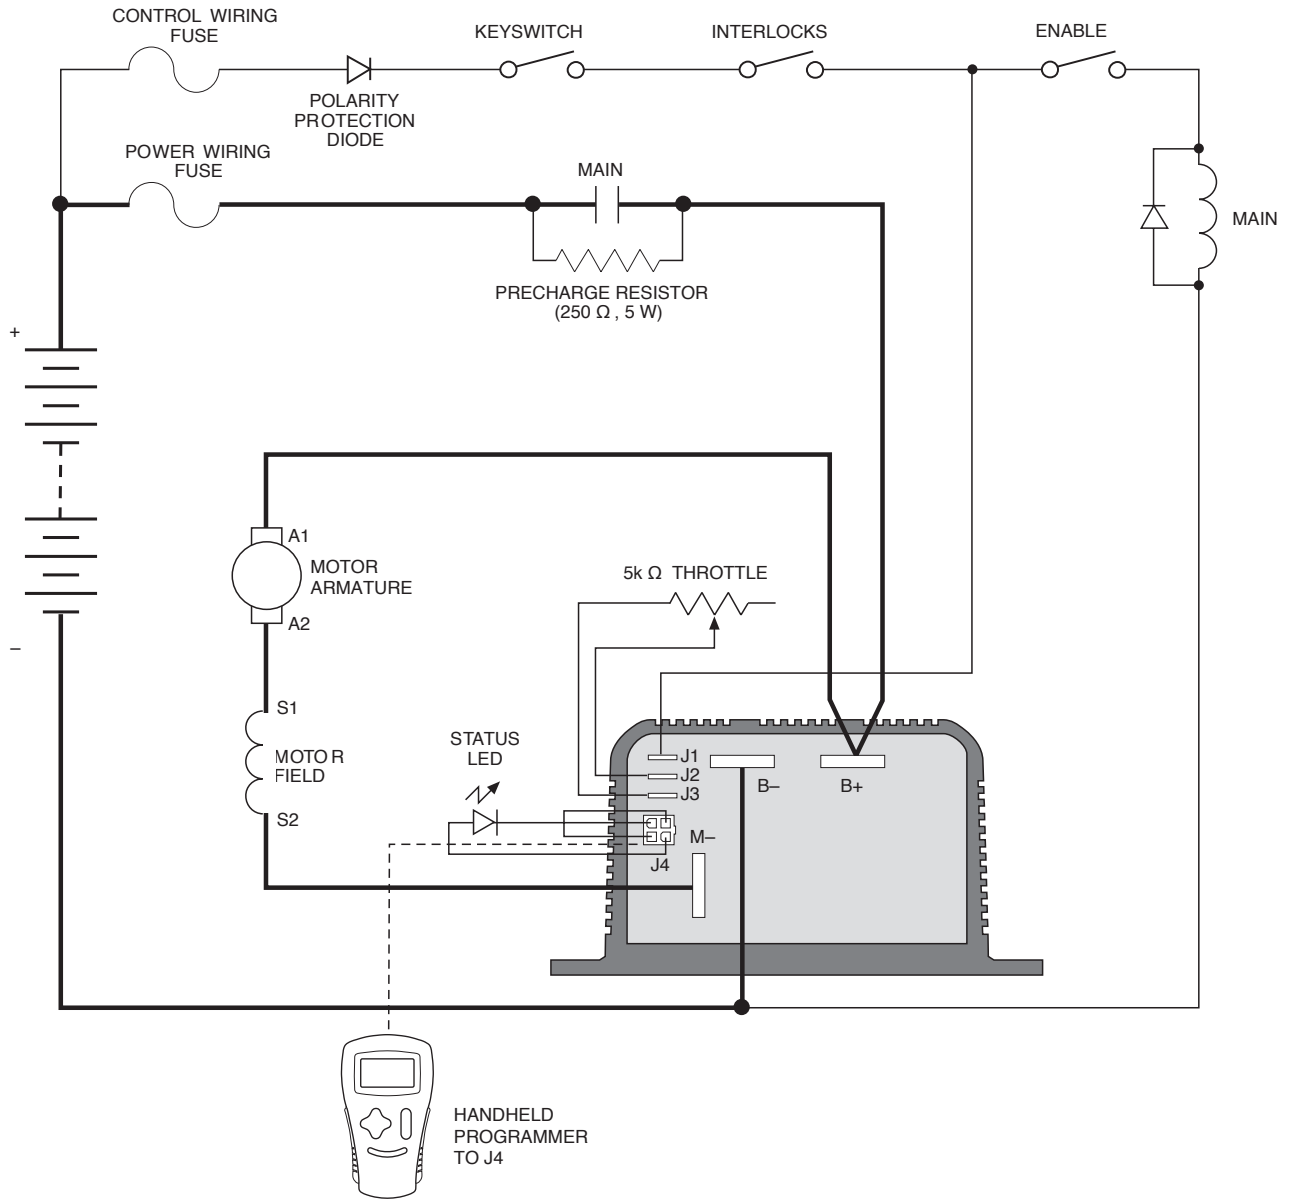 CONTROL WIRING
FUSE
KEYSWITCH
INTERLOCKS
ENABLE
POLARITY
PROTECTION
DIODE
POWER WIRING
FUSE
MAIN
MAIN
PRECHARGE RESISTOR
(250 Ω , 5 W)
+
–
A1
MOTOR
ARMATURE
A2
5k Ω THROTTLE
S1
MOTOR
FIELD
S2
STATUS
LED
J1
J2
J3
B–
B+
M–
J4
HANDHELD
PROGRAMMER
TO J4